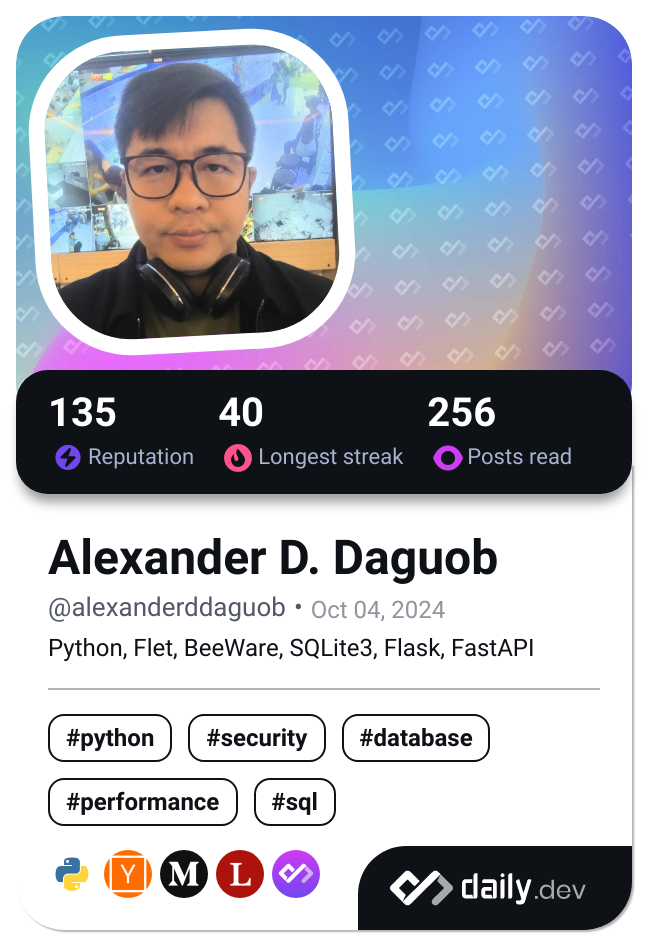 135 40 256
Reputation Longest streak Posts read
Alexander D. Daguob
@alexanderddaguob • Oct 04, 2024
Python, Flet, BeeWare, SQLite3, Flask, FastAPI
#python #security #database
#performance #sql
Y M L
daily.dev